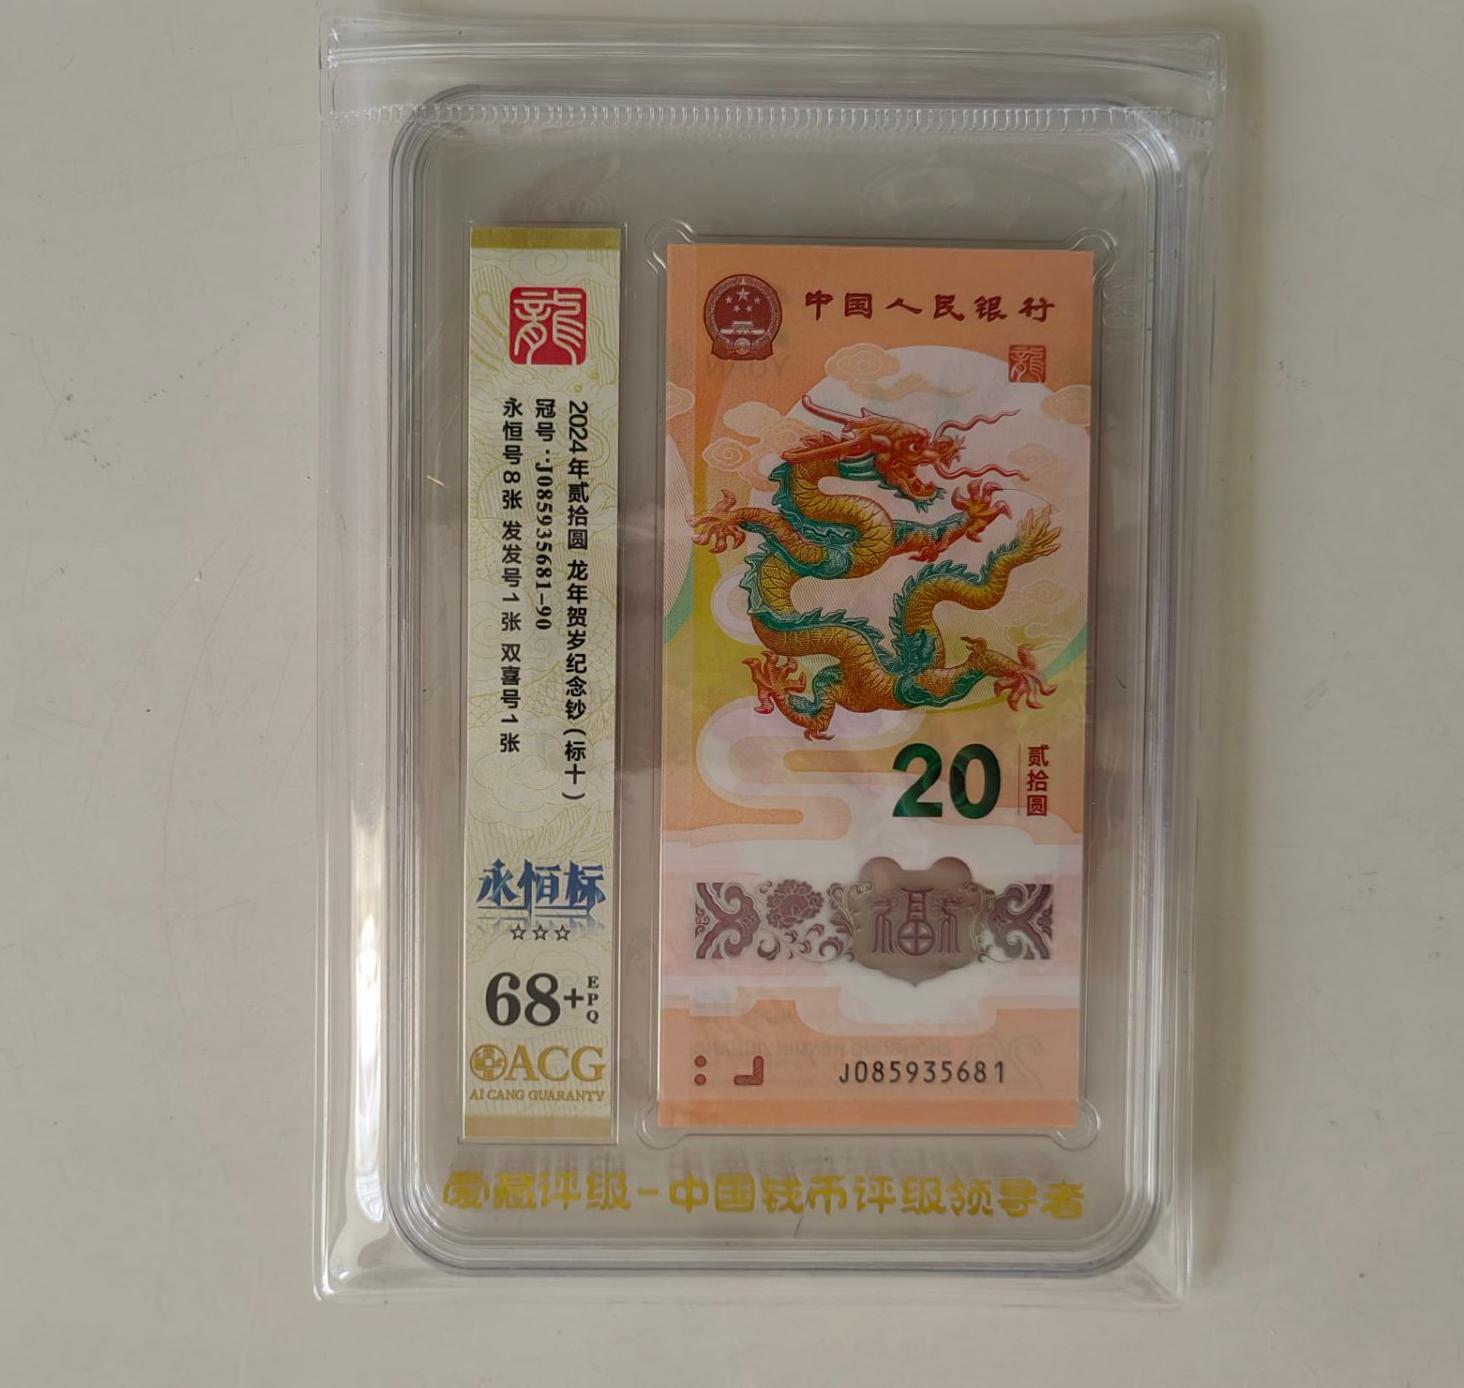 龍
2024年贰拾圆 龙年贺岁纪念钞(标十)
冠号:J085935681-90
永恒号8张 发发号1张 双喜号1张
永恒标
☆☆☆
68+
EPQ
ACG
AI CANG GUARANTY
中国人民银行
龍
20
贰拾圆
福
J085935681
爱藏评级-中国钱币评级领导者